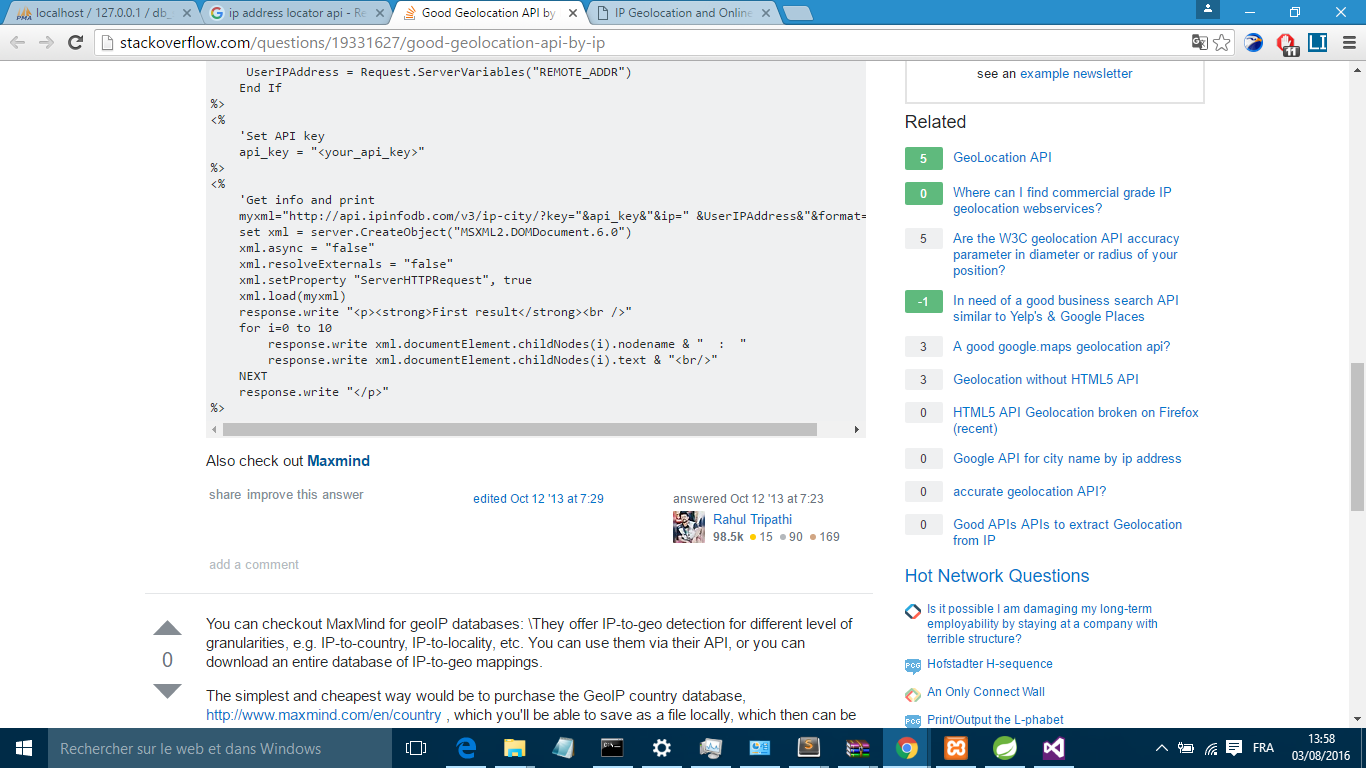 localhost / 127.0.0.1 / db_
ip address locator api - Re
Good Geolocation API by
IP Geolocation and Online
stackoverflow.com/questions/19331627/good-geolocation-api-by-ip
11
LI
UserIPAddress = Request.ServerVariables("REMOTE_ADDR")
End If
%>
<%
'Set API key
api_key = "<your_api_key>"
%>
<%
'Get info and print
myxml="http://api.ipinfodb.com/v3/ip-city/?key="&api_key&"&ip=" &UserIPAddress&"&format=
set xml = server.CreateObject("MSXML2.DOMDocument.6.0")
xml.async = "false"
xml.resolveExternals = "false"
xml.setProperty "ServerHTTPRequest", true
xml.load(myxml)
response.write "<p><strong>First result</strong><br />"
for i=0 to 10
response.write xml.documentElement.childNodes(i).nodename & "  :  "
response.write xml.documentElement.childNodes(i).text & "<br/>"
NEXT
response.write "</p>"
%>
Also check out Maxmind
share improve this answer
edited Oct 12 '13 at 7:29
answered Oct 12 '13 at 7:23
Rahul Tripathi
98.5k 15 90 169
add a comment
0
You can checkout MaxMind for geoIP databases: \They offer IP-to-geo detection for different level of
granularities, e.g. IP-to-country, IP-to-locality, etc. You can use them via their API, or you can
download an entire database of IP-to-geo mappings.
The simplest and cheapest way would be to purchase the GeoIP country database,
http://www.maxmind.com/en/country , which you'll be able to save as a file locally, which then can be
see an example newsletter
Related
5 GeoLocation API
0 Where can I find commercial grade IP
geolocation webservices?
5 Are the W3C geolocation API accuracy
parameter in diameter or radius of your
position?
-1 In need of a good business search API
similar to Yelp's & Google Places
3 A good google.maps geolocation api?
3 Geolocation without HTML5 API
0 HTML5 API Geolocation broken on Firefox
(recent)
0 Google API for city name by ip address
0 accurate geolocation API?
0 Good APIs APIs to extract Geolocation
from IP
Hot Network Questions
Is it possible I am damaging my long-term
employability by staying at a company with
terrible structure?
PCG Hofstadter H-sequence
An Only Connect Wall
PCG Print/Output the L-phabet
Rechercher sur le web et dans Windows
FRA
13:58
03/08/2016